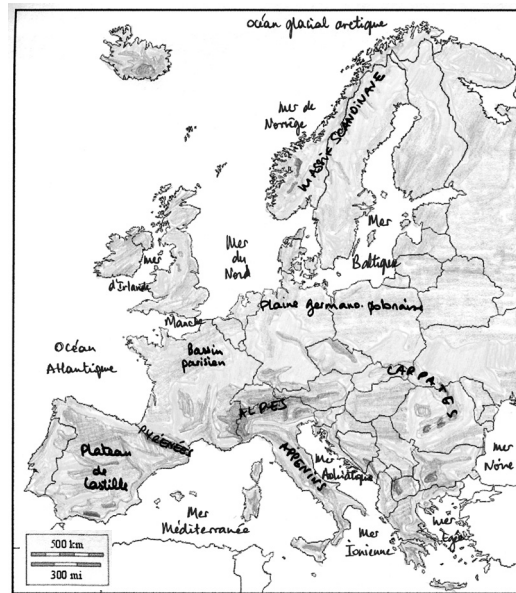 océan glacial arctique
Mer de
Norvège
MASSIF SCANDINAVE
Mer
du
Nord
Mer
Baltique
mer
d'Irlande
Manche
Plaine germano-polonaise
Océan
Atlantique
Bassin
parisien
CARPATES
ALPES
PYRÉNÉES
Plateau
de
Castille
APPENINS
Mer
Adriatique
Mer
Noire
Mer
Méditerranée
Mer
Ionienne
mer
Egée
500 km
300 mi